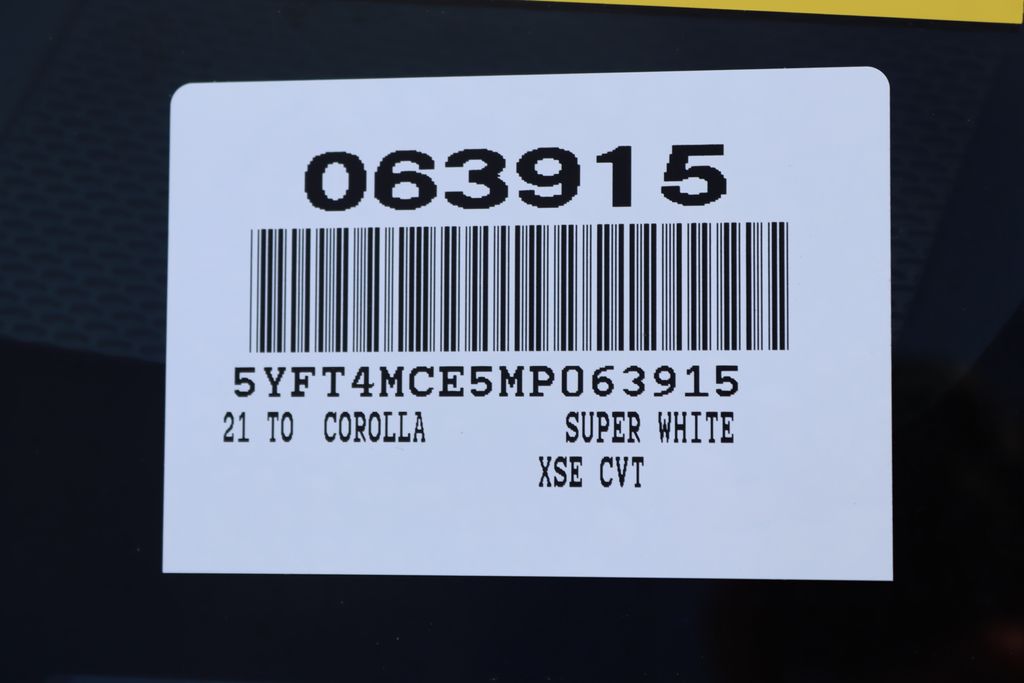 063915
5YFT4MCE5MP063915
21 TO COROLLA SUPER WHITE
XSE CVT